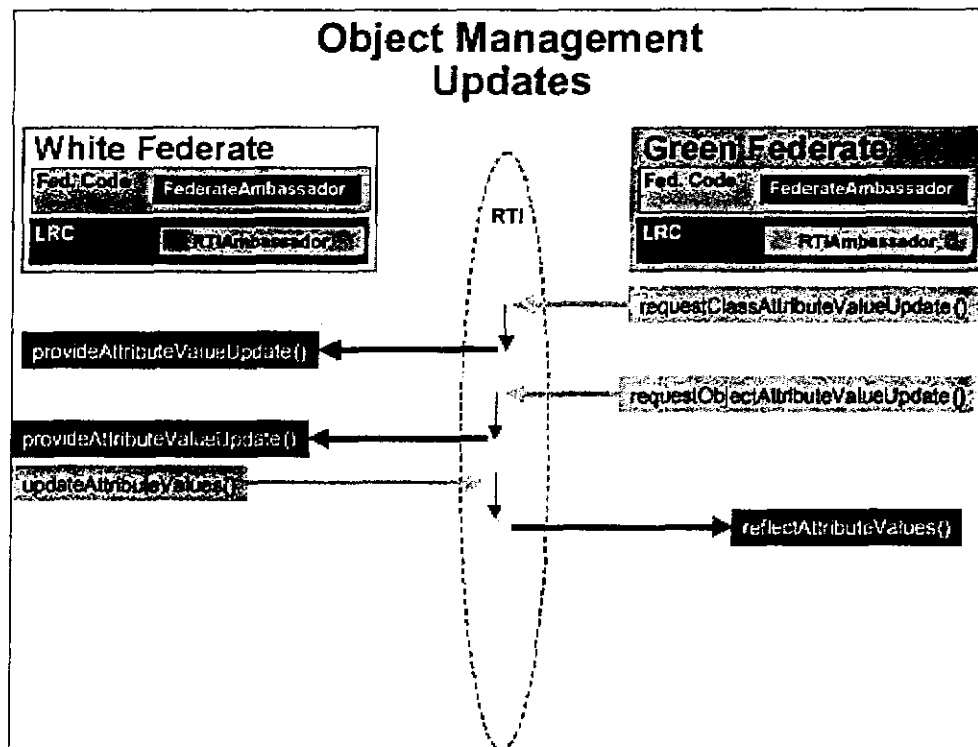 Object Management
Updates
White Federate
Fed. Code
FederateAmbassador
LRC
RTIAmbassador
Green Federate
Fed. Code
FederateAmbassador
LRC
RTIAmbassador
RTI
requestClassAttributeValueUpdate()
provideAttributeValueUpdate()
requestObjectAttributeValueUpdate()
provideAttributeValueUpdate()
updateAttributeValues()
reflectAttributeValues()